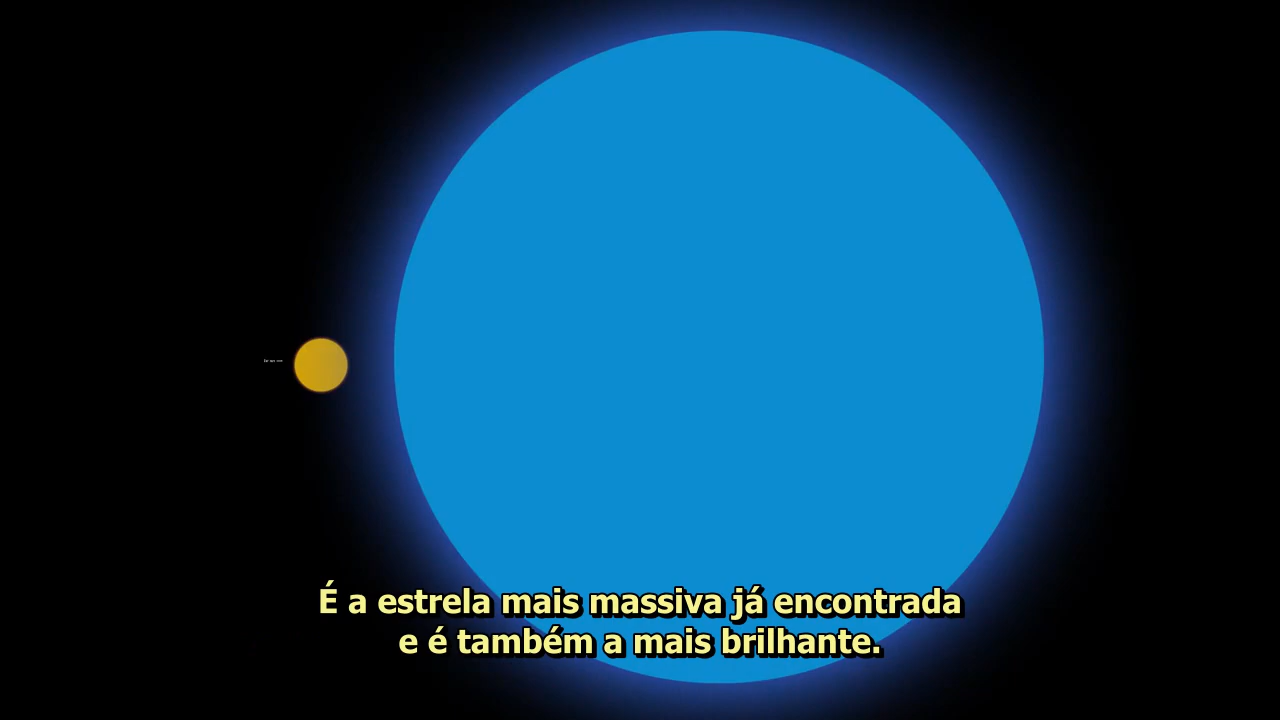 É a estrela mais massiva já encontrada
e é também a mais brilhante.